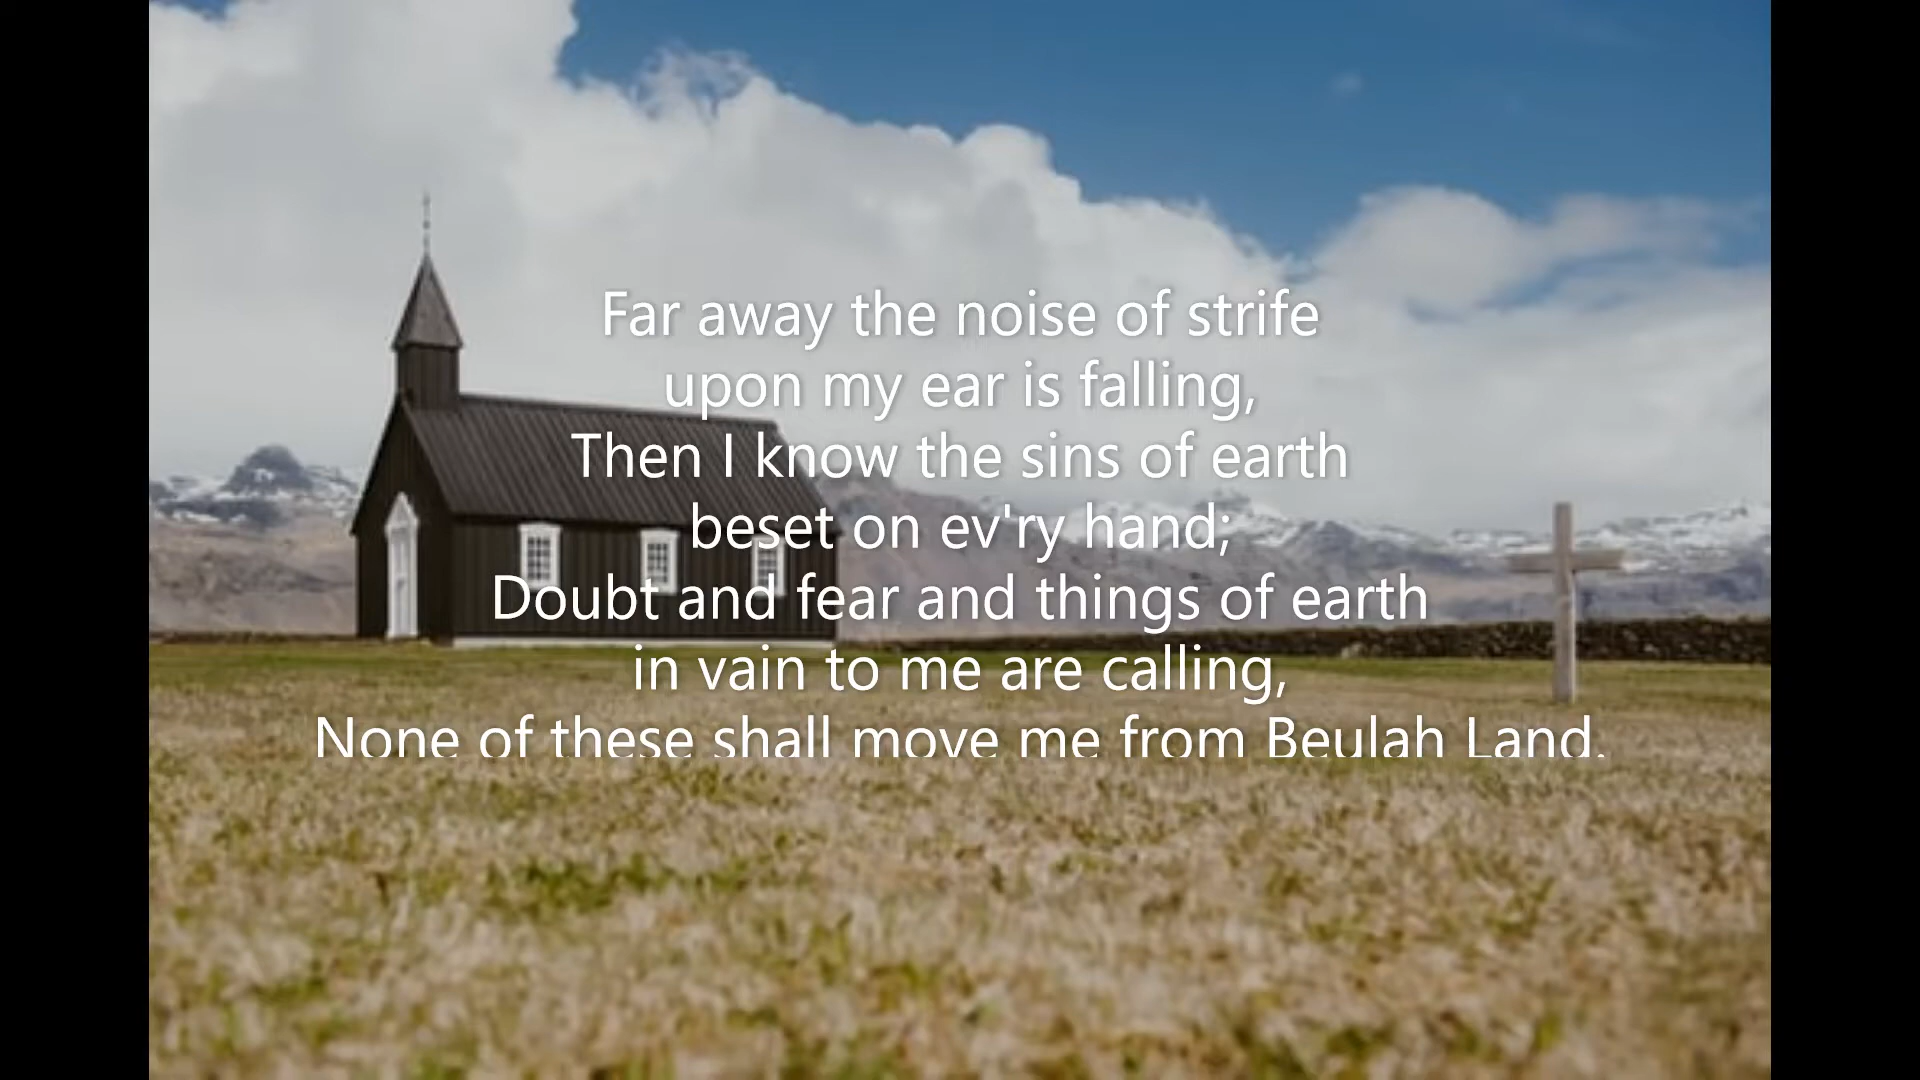 Far away the noise of strife
upon my ear is falling,
Then I know the sins of earth
beset on ev'ry hand;
Doubt and fear and things of earth
in vain to me are calling,
None of these shall move me from Beulah Land.